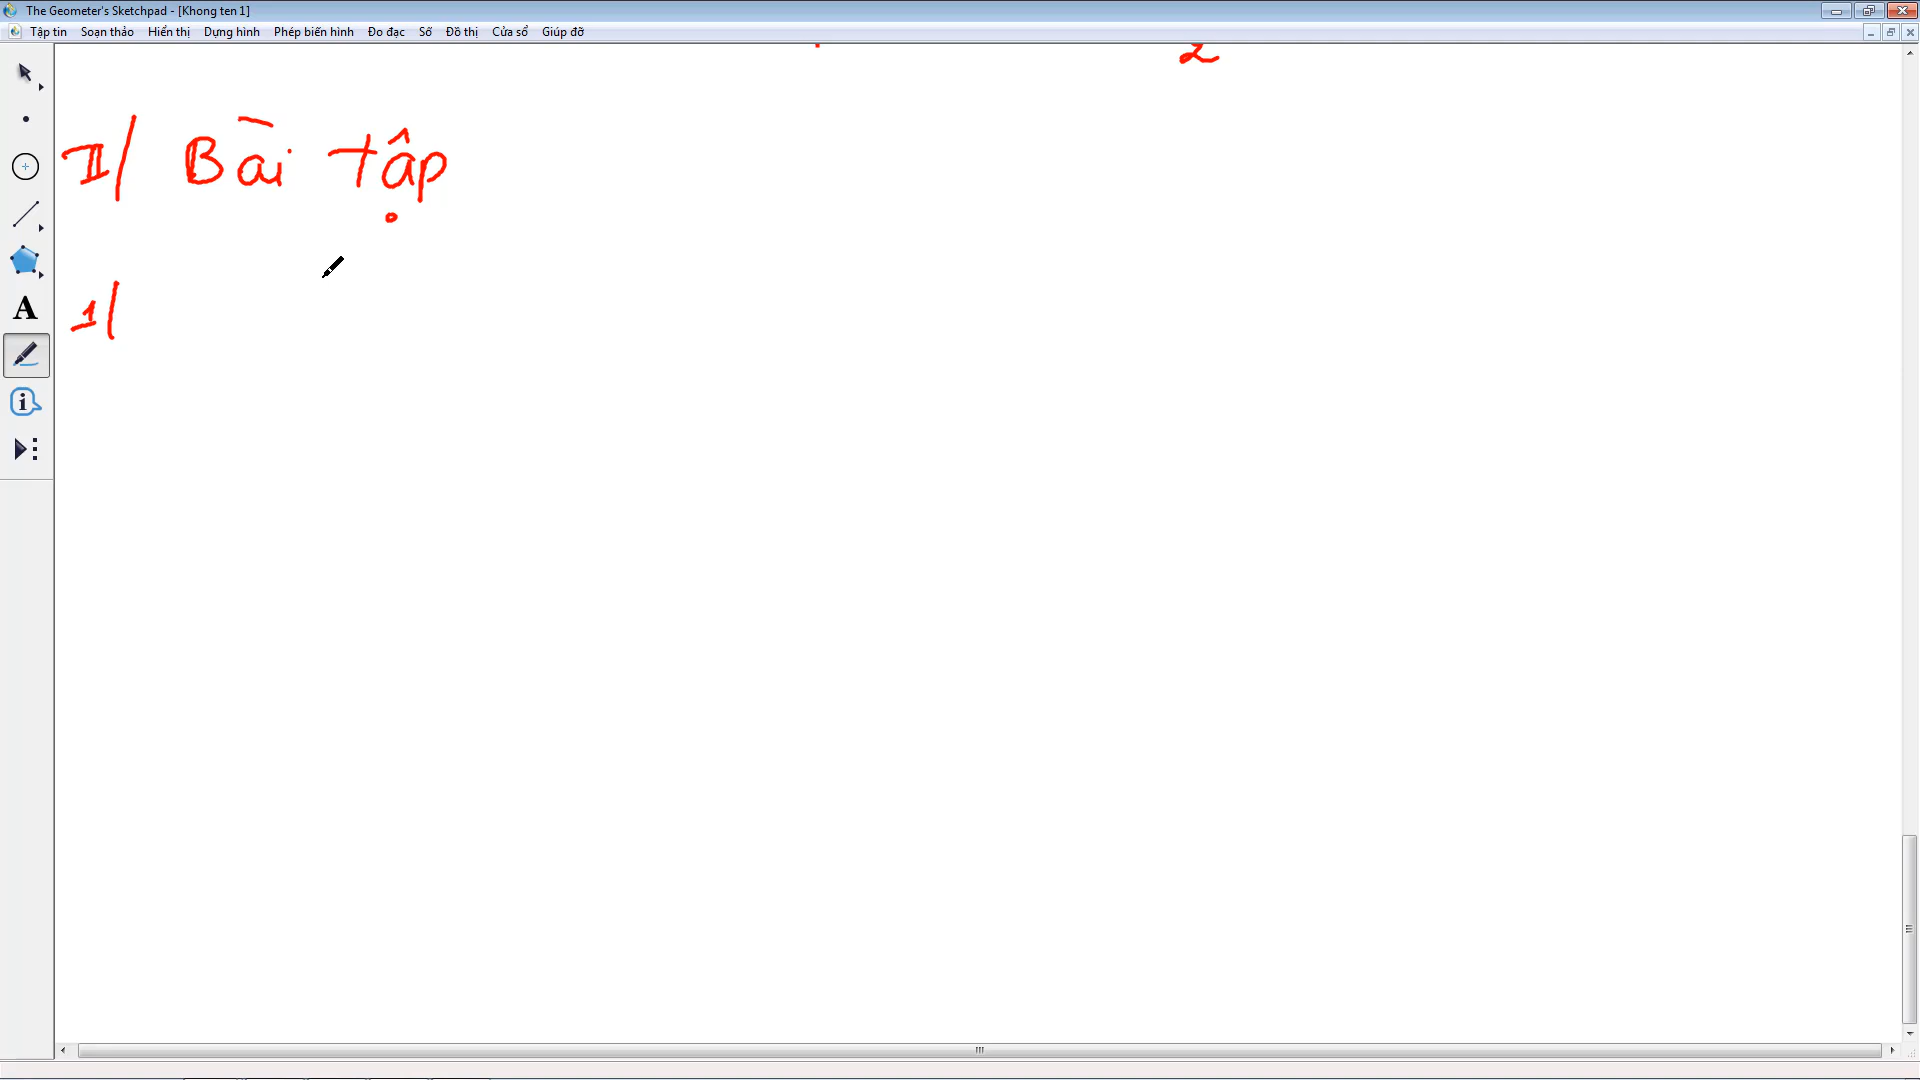 The Geometer's Sketchpad - [Khong ten 1]
Tập tin Soạn thảo Hiển thị Dựng hình Phép biến hình Đo đạc Số Đồ thị Cửa sổ Giúp đỡ
2
II/ Bài tập
1/
A